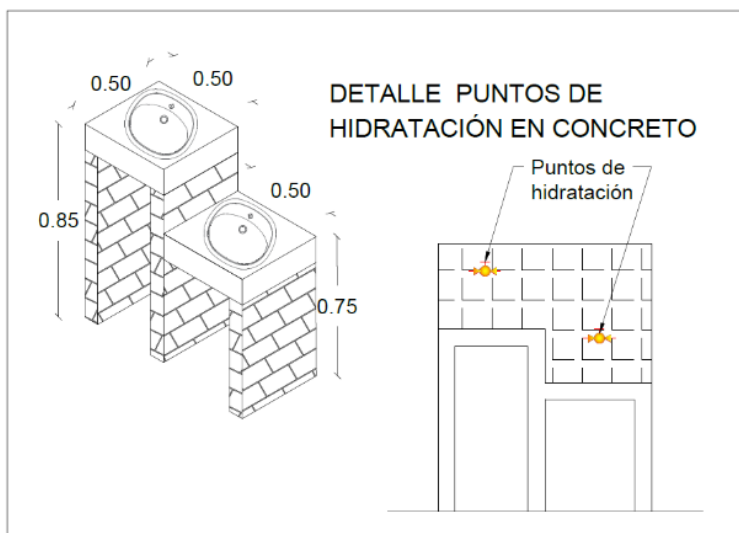 0.50
0.50
DETALLE PUNTOS DE
HIDRATACIÓN EN CONCRETO
Puntos de
hidratación
0.50
0.85
0.75